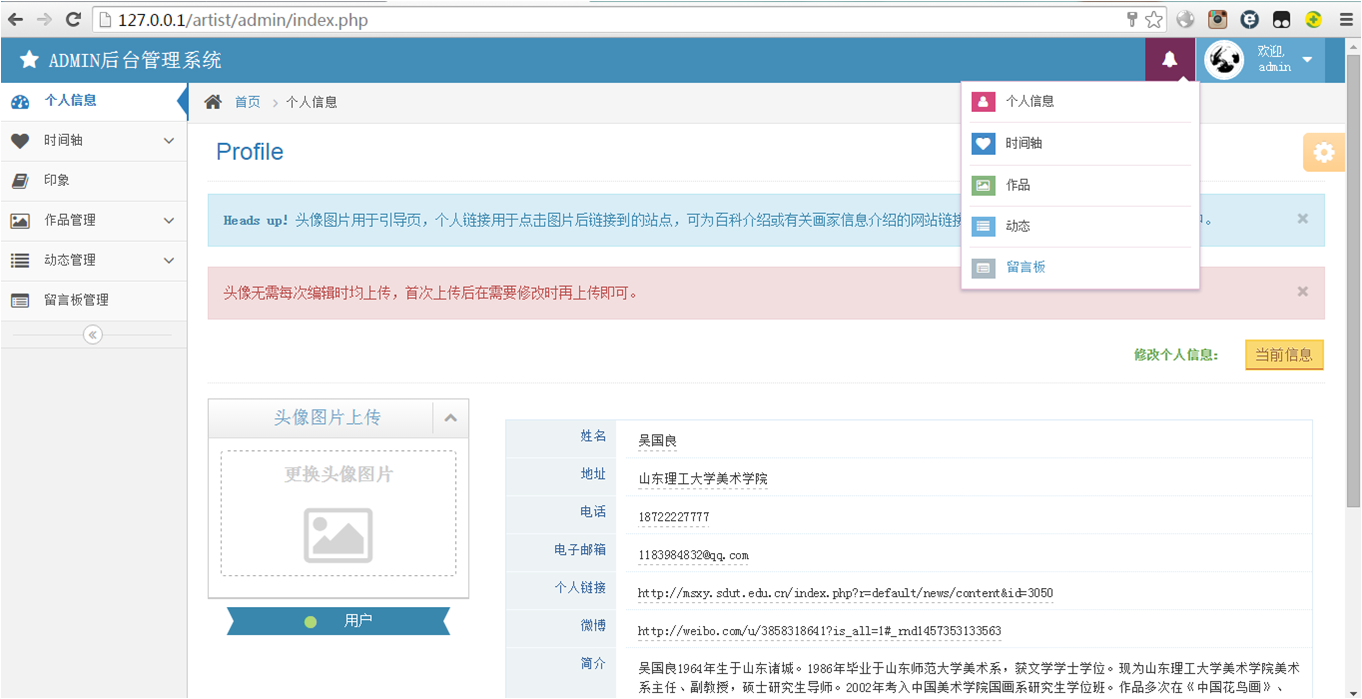 127.0.0.1/artist/admin/index.php
ADMIN后台管理系统
欢迎,
admin
个人信息
时间轴
印象
作品管理
动态管理
留言板管理
首页 > 个人信息
个人信息
时间轴
作品
动态
留言板
Profile
Heads up! 头像图片用于引导页，个人链接用于点击图片后链接到的站点，可为百科介绍或有关画家信息介绍的网站链接
头像无需每次编辑时均上传，首次上传后在需要修改时再上传即可。
修改个人信息: 当前信息
头像图片上传
更换头像图片
用户
姓名 吴国良
地址 山东理工大学美术学院
电话 18722227777
电子邮箱 1183984832@qq.com
个人链接 http://msxy.sdut.edu.cn/index.php?r=default/news/content&id=3050
微博 http://weibo.com/u/3858318641?is_all=1#_rnd1457353133563
简介 吴国良1964年生于山东诸城。1986年毕业于山东师范大学美术系，获文学学士学位。现为山东理工大学美术学院美术
系主任、副教授，硕士研究生导师。2002年考入中国美术学院国画系研究生学位班。作品多次在《中国花鸟画》、